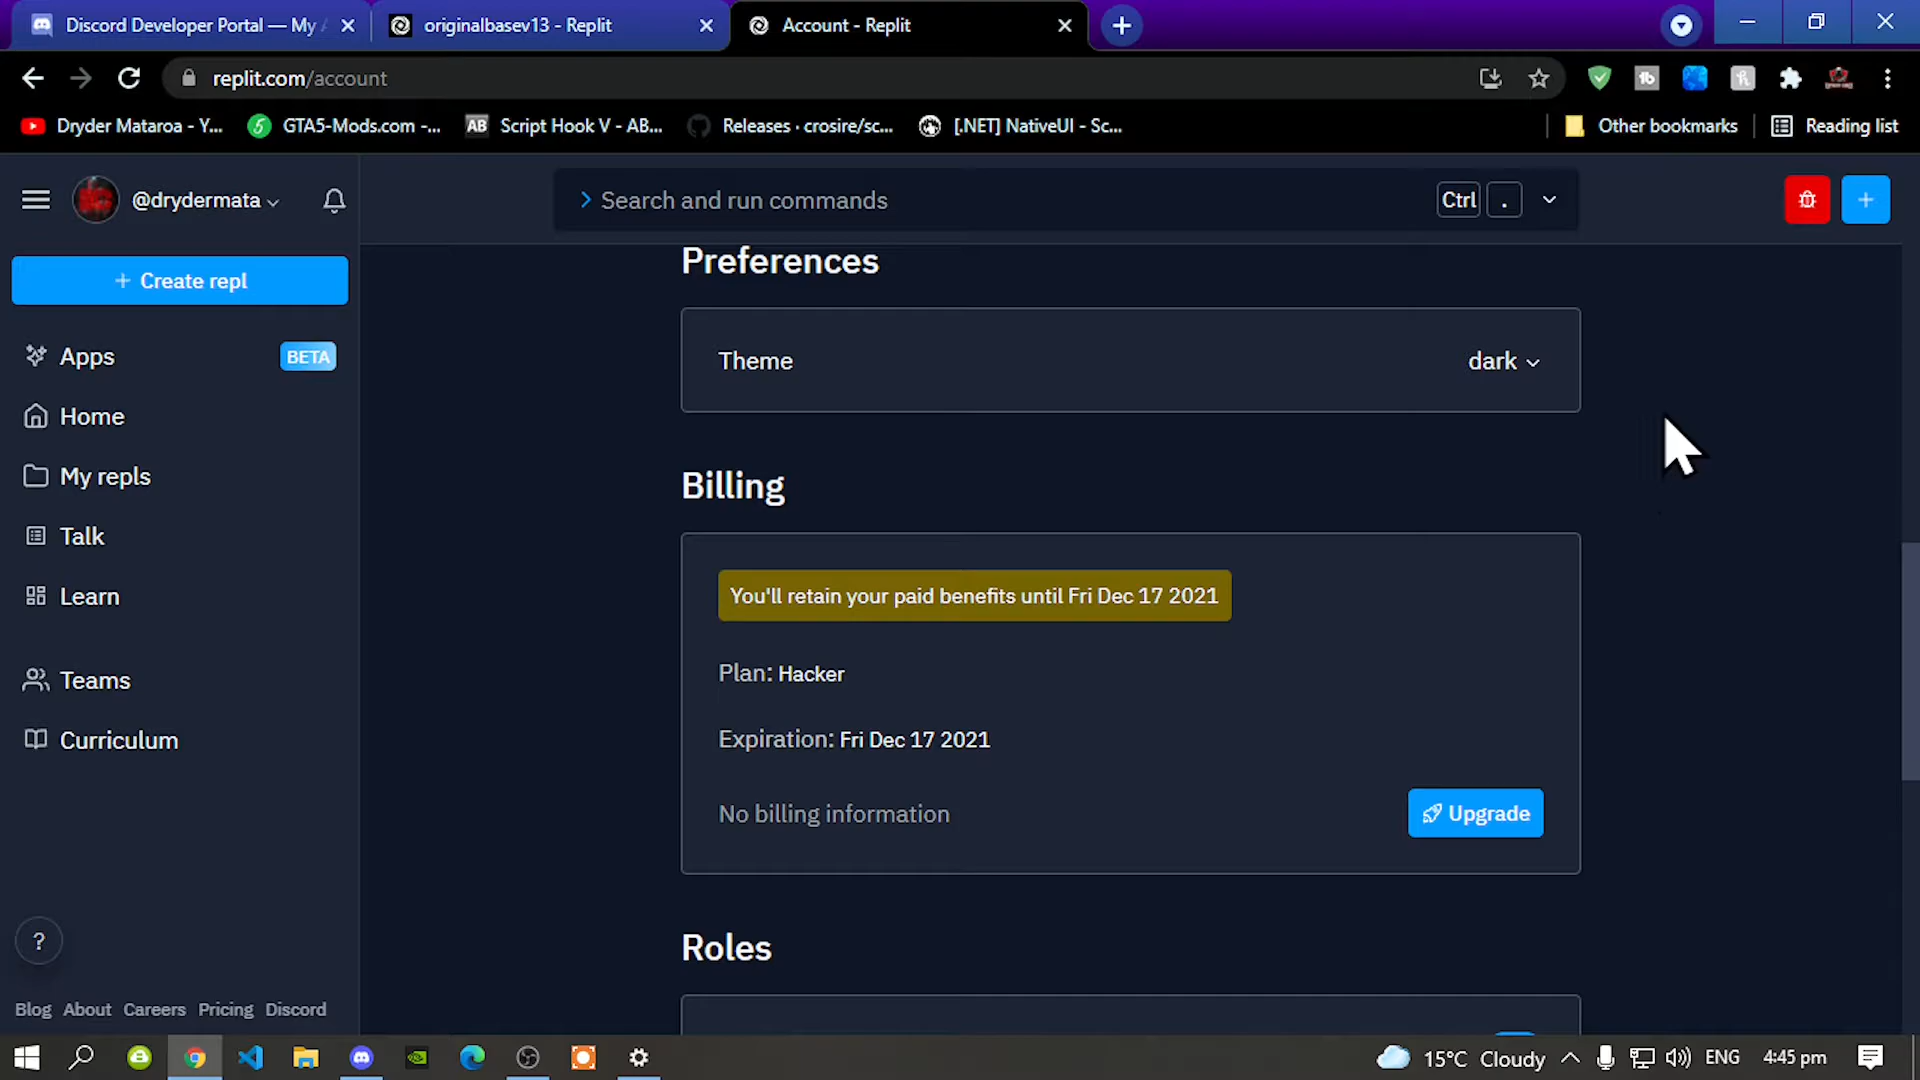 Discord Developer Portal — My A
originalbasev13 - Replit
Account - Replit
replit.com/account
Dryder Mataroa - Y...
GTA5-Mods.com -...
AB
Script Hook V - AB...
Releases · crosire/sc...
[.NET] NativeUI - Sc...
Other bookmarks
Reading list
@drydermata
Search and run commands
Ctrl .
+ Create repl
Apps
BETA
Home
My repls
Talk
Learn
Teams
Curriculum
?
Blog About Careers Pricing Discord
Preferences
Theme
dark
Billing
You'll retain your paid benefits until Fri Dec 17 2021
Plan: Hacker
Expiration: Fri Dec 17 2021
No billing information
Upgrade
Roles
15°C Cloudy
ENG
4:45 pm